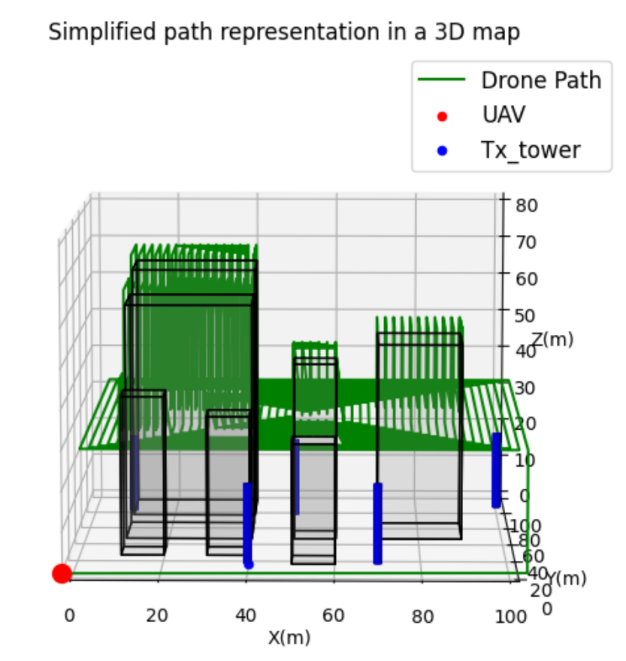 Simplified path representation in a 3D map
Drone Path
UAV
Tx_tower
80
70
60
50
40
Z(m)
30
20
10
0
100
80
60
40
Y(m)
20
0
0 20 40 60 80 100
X(m)